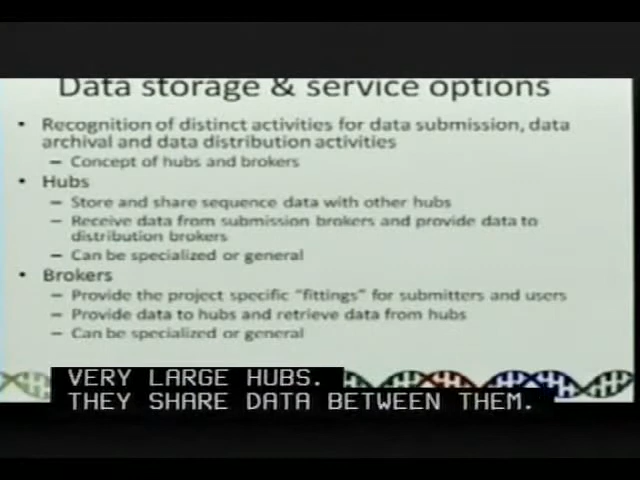 Data storage & service options
• Recognition of distinct activities for data submission, data
archival and data distribution activities
– Concept of hubs and brokers
• Hubs
– Store and share sequence data with other hubs
– Receive data from submission brokers and provide data to
distribution brokers
– Can be specialized or general
• Brokers
– Provide the project specific "fittings" for submitters and users
– Provide data to hubs and retrieve data from hubs
– Can be specialized or general
VERY LARGE HUBS.
THEY SHARE DATA BETWEEN THEM.